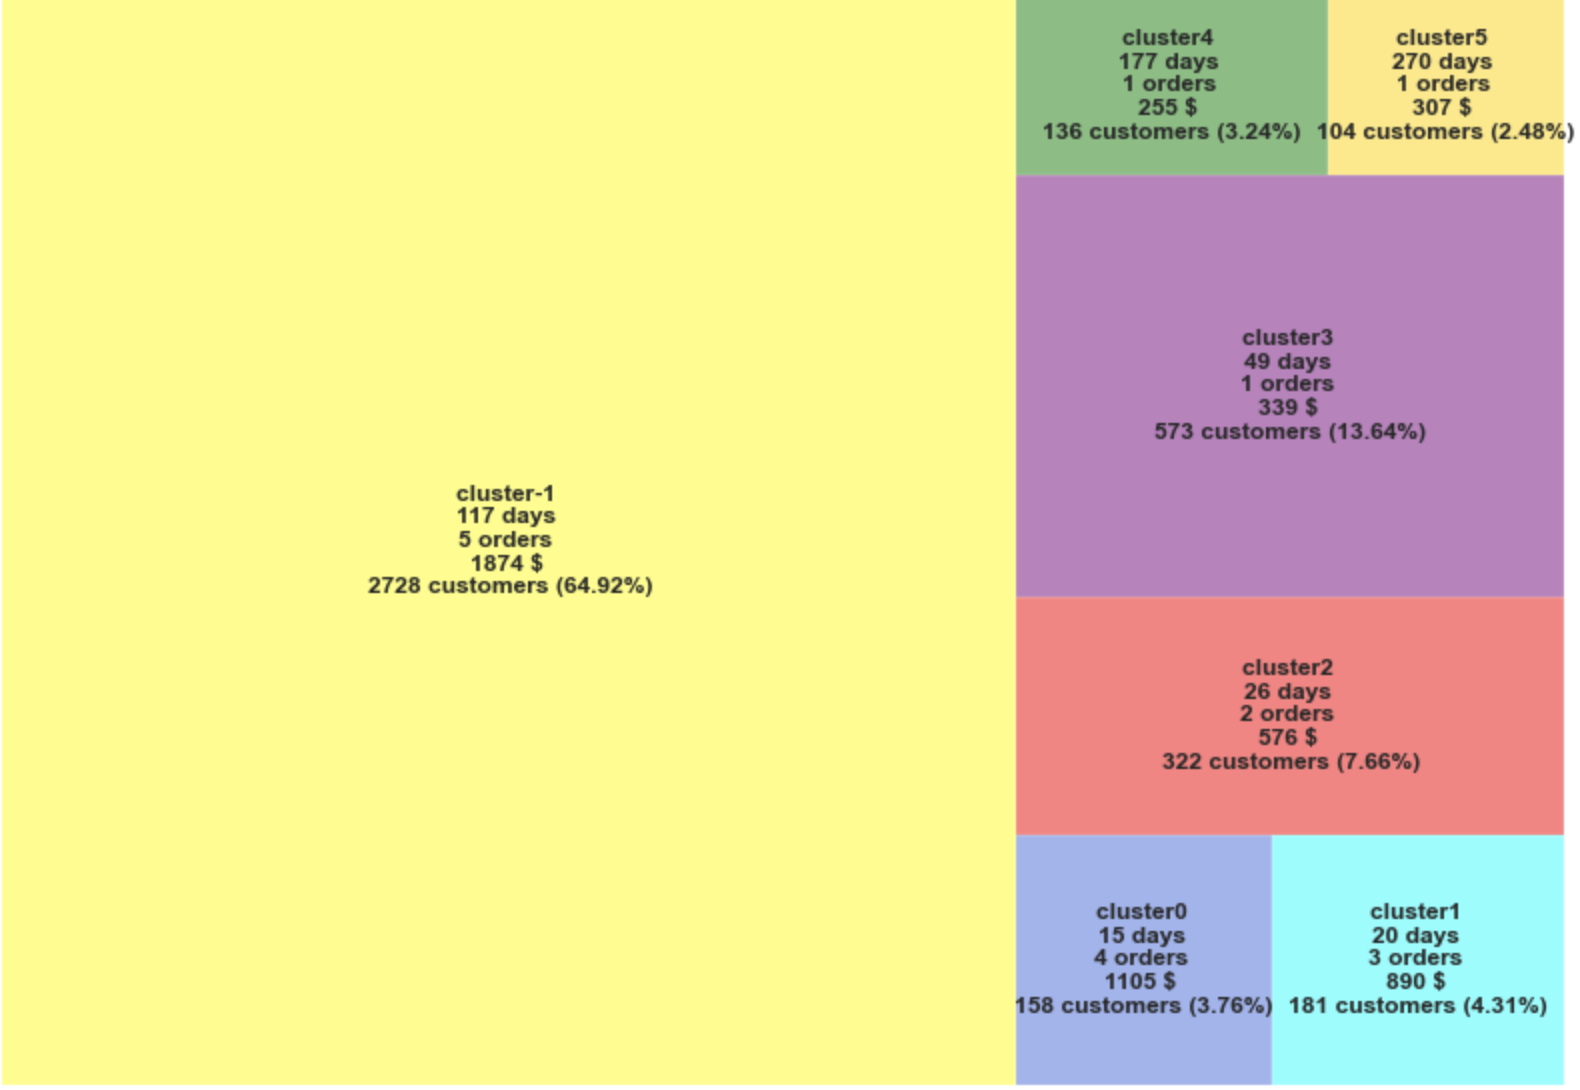 cluster-1
117 days
5 orders
1874 $
2728 customers (64.92%)
cluster4
177 days
1 orders
255 $
136 customers (3.24%)
cluster5
270 days
1 orders
307 $
104 customers (2.48%)
cluster3
49 days
1 orders
339 $
573 customers (13.64%)
cluster2
26 days
2 orders
576 $
322 customers (7.66%)
cluster0
15 days
4 orders
1105 $
158 customers (3.76%)
cluster1
20 days
3 orders
890 $
181 customers (4.31%)